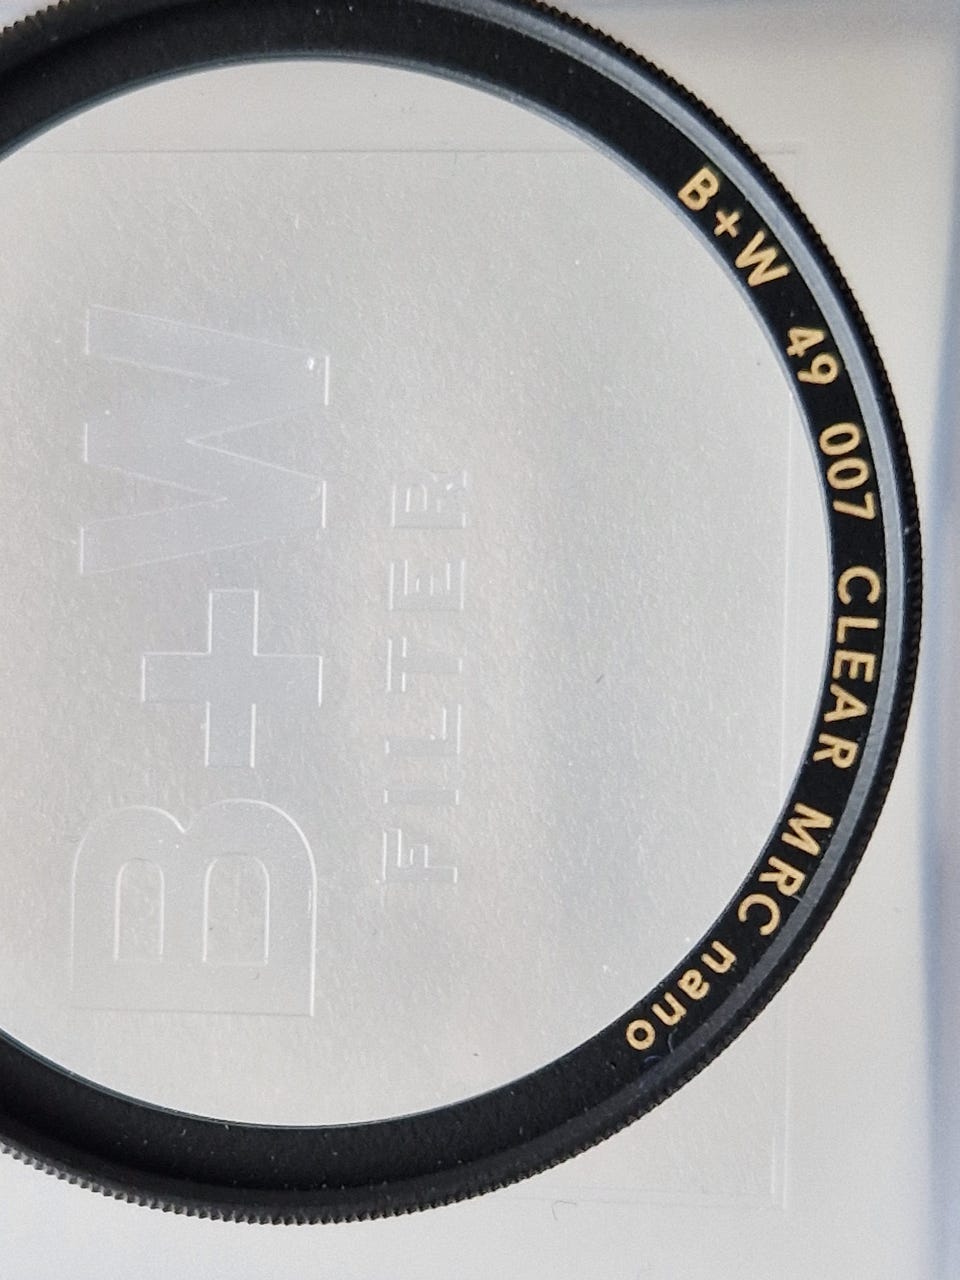 B+W 49 007 CLEAR MRC nano
B+W
FILTER